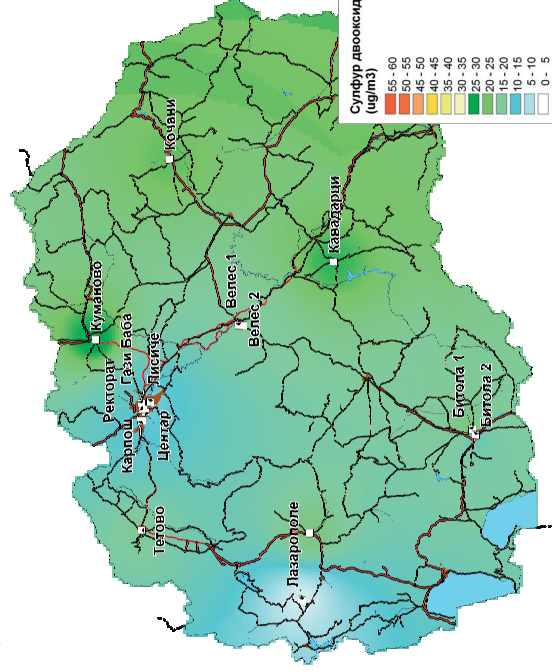 Сулфур двооксид
(ug/m3)
55 - 60
50 - 55
45 - 50
40 - 45
35 - 40
30 - 35
25 - 30
20 - 25
15 - 20
10 - 15
5 - 10
0 - 5
Кочани
Куманово
Кавадарци
Велес 1
Велес 2
Ректорат
Гази Баба
Лисиче
Карпош
Центар
Тетово
Лазарополе
Битола 1
Битола 2